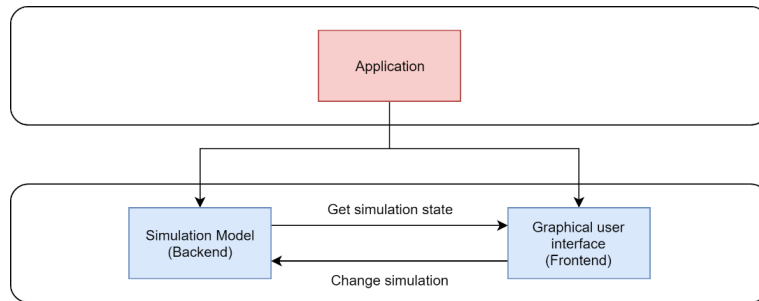 Application
Get simulation state
Simulation Model
(Backend)
Graphical user
interface
(Frontend)
Change simulation